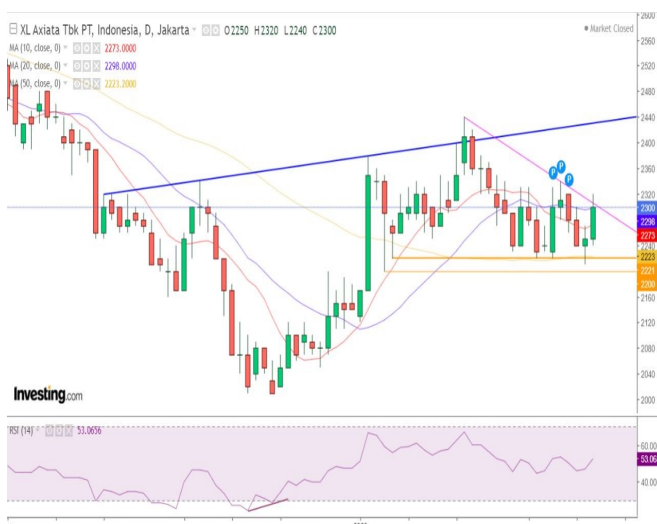 XL Axiata Tbk PT, Indonesia, D, Jakarta O2250 H2320 L2240 C2300
Market Closed
MA (10, close, 0) 2273.0000
MA (20, close, 0) 2298.0000
MA (50, close, 0) 2223.2000
2600
2560
2520
2480
2440
2400
2360
2320
2300
2298
2273
2240
2223
2221
2200
2160
2120
2080
2040
2000
P
P
P
Investing.com
RSI (14) 53.0656
60.00
53.06
40.00